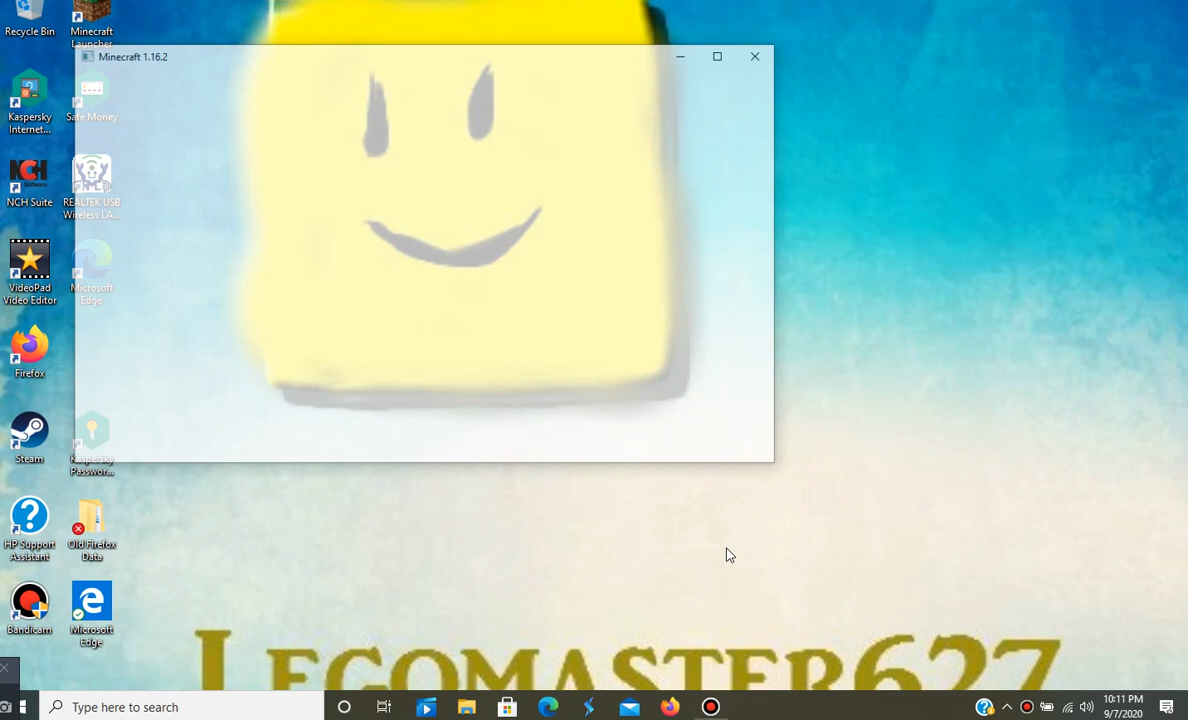 Recycle Bin
Minecraft
Launcher
Minecraft 1.16.2
Kaspersky
Internet...
Safe Money
NCH
Software
NCH Suite
REALTEK USB
Wireless LA...
VideoPad
Video Editor
Microsoft
Edge
Firefox
Steam
Kaspersky
Passwor...
HP Support
Assistant
Old Firefox
Data
Bandicam
Microsoft
Edge
LEGOMASTER627
Type here to search
10:11 PM
9/7/2020